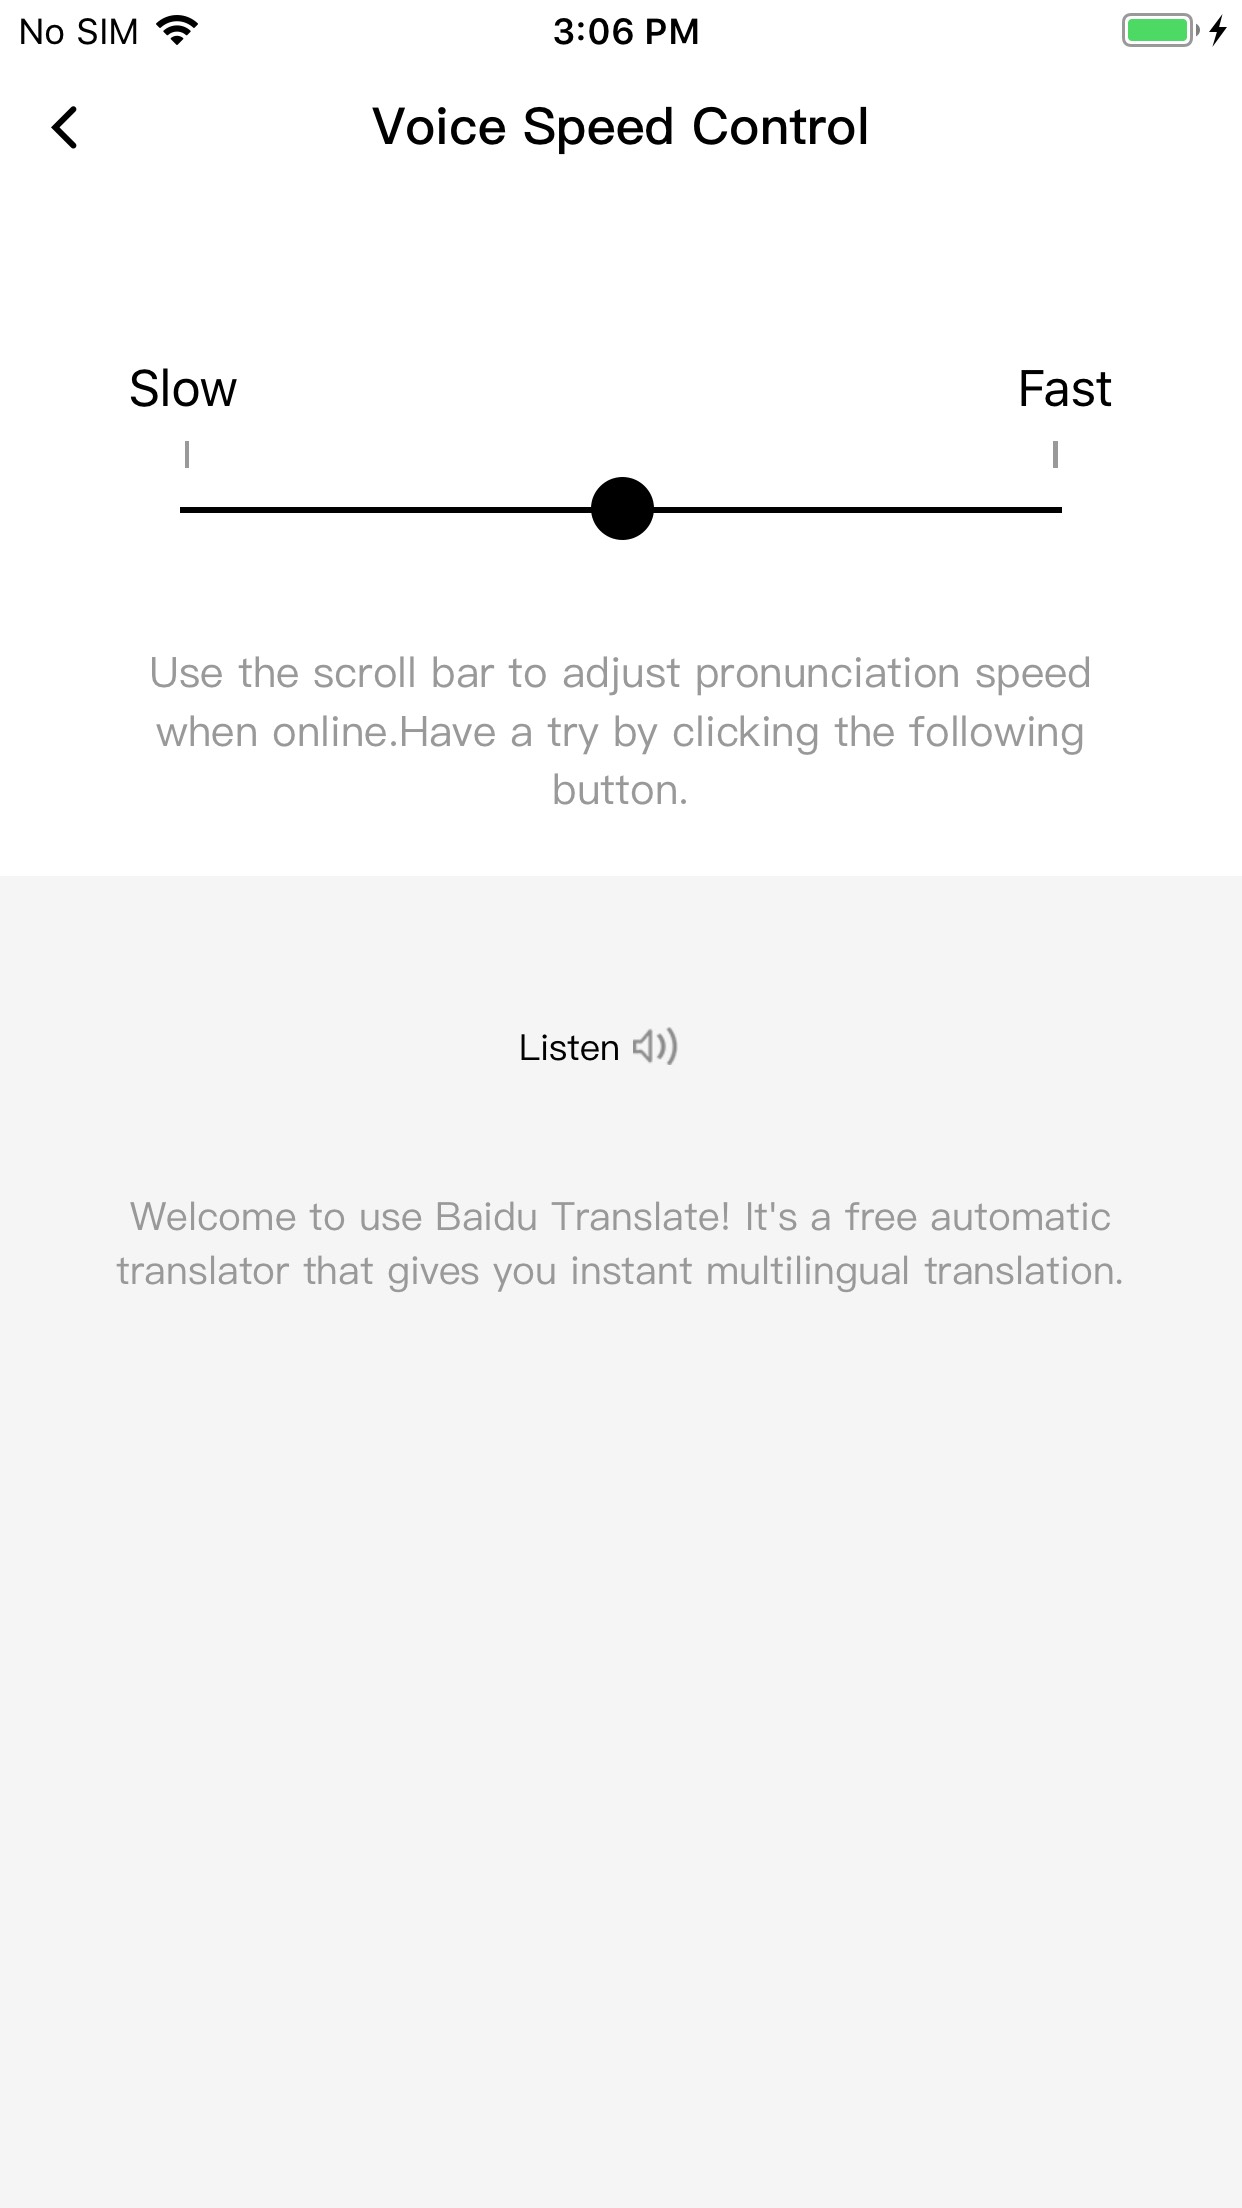 No SIM 3:06 PM
Voice Speed Control
Slow Fast
Use the scroll bar to adjust pronunciation speed
when online.Have a try by clicking the following
button.
Listen
Welcome to use Baidu Translate! It's a free automatic
translator that gives you instant multilingual translation.